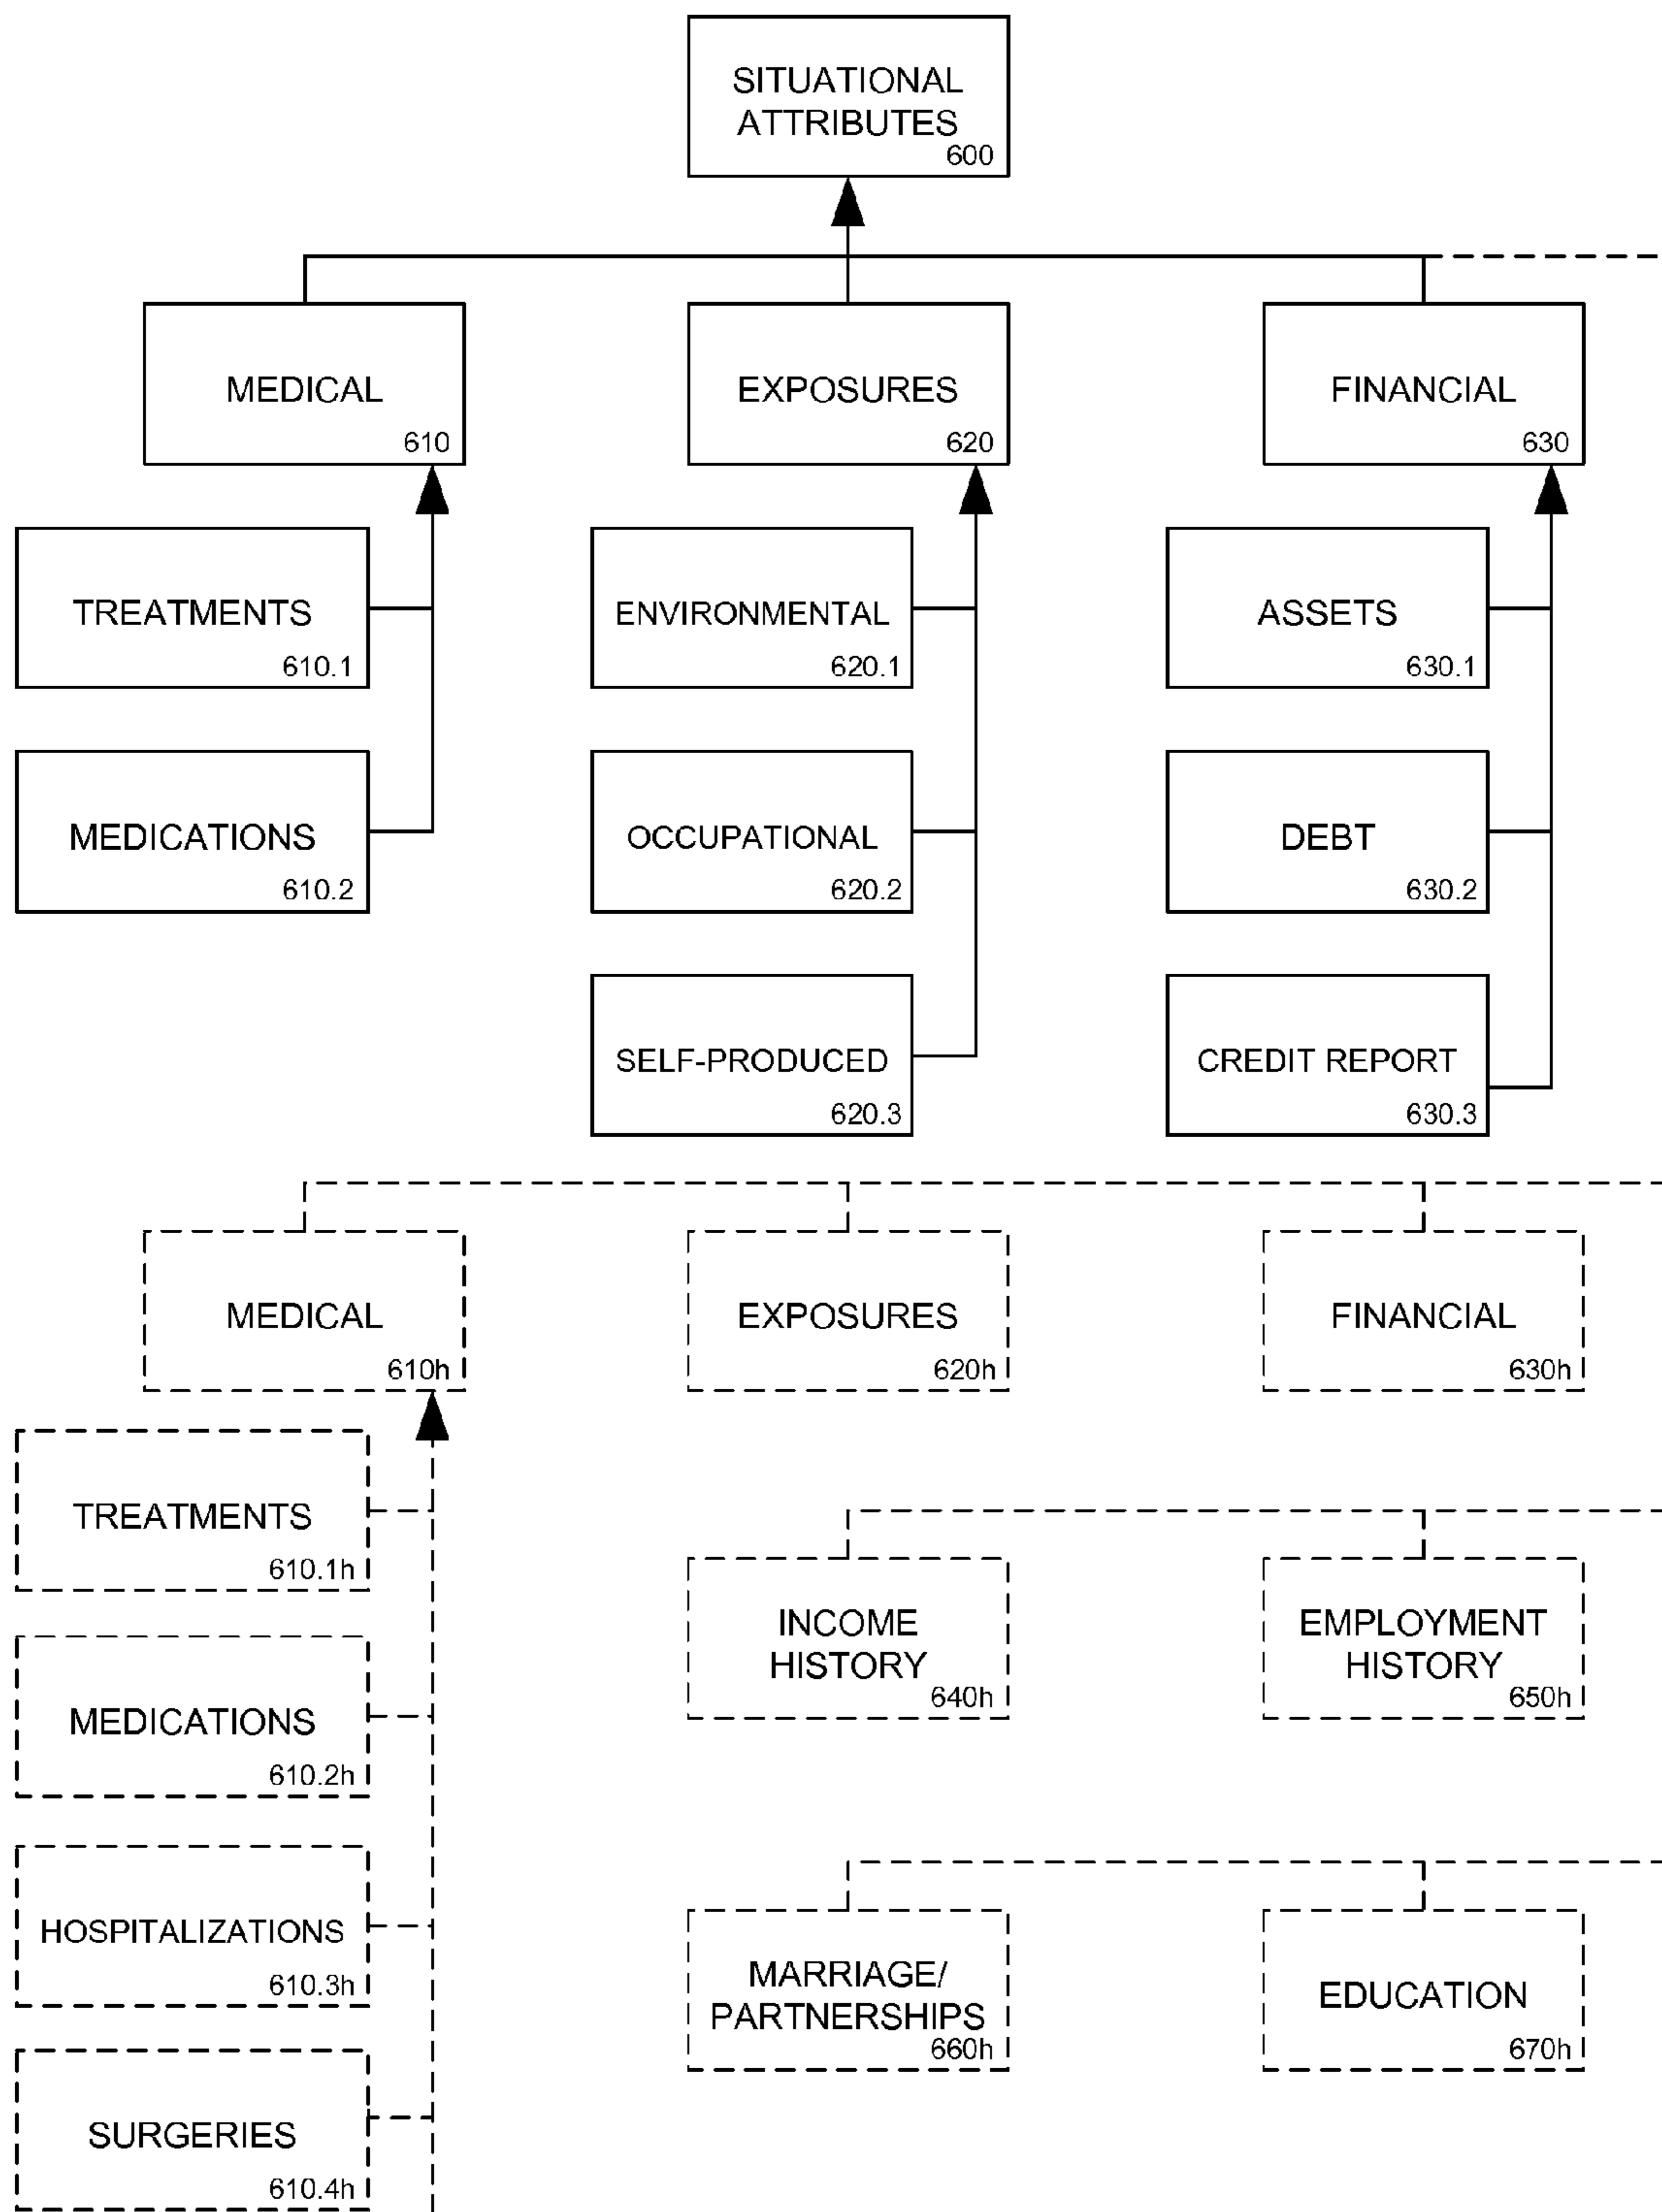 SITUATIONAL
ATTRIBUTES
600
MEDICAL
610
EXPOSURES
620
FINANCIAL
630
TREATMENTS
610.1
ENVIRONMENTAL
620.1
ASSETS
630.1
MEDICATIONS
610.2
OCCUPATIONAL
620.2
DEBT
630.2
SELF-PRODUCED
620.3
CREDIT REPORT
630.3
MEDICAL
610h
EXPOSURES
620h
FINANCIAL
630h
TREATMENTS
610.1h
INCOME
HISTORY
640h
EMPLOYMENT
HISTORY
650h
MEDICATIONS
610.2h
HOSPITALIZATIONS
610.3h
MARRIAGE/
PARTNERSHIPS
660h
EDUCATION
670h
SURGERIES
610.4h